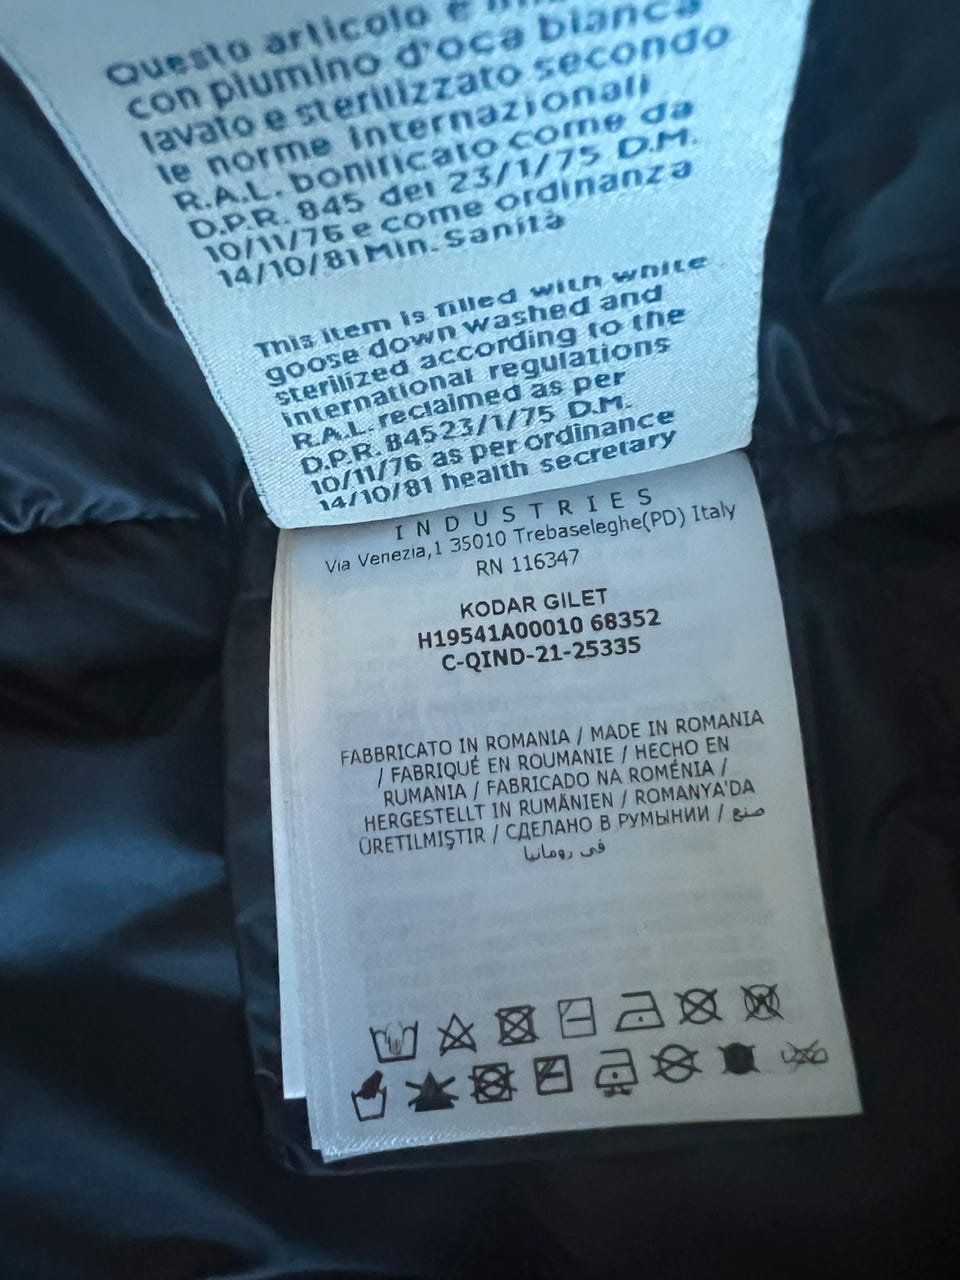 Questo articolo è
con piumino d'oca bianca
lavato e sterilizzato secondo
le norme internazionali
R.A.L. bonificato come da
D.P.R. 845 del 23/1/75 D.M.
10/11/76 e come ordinanza
14/10/81 Min. Sanità
This item is filled with white
goose down washed and
sterilized according to the
international regulations
R.A.L. reclaimed as per
D.P.R. 845 23/1/75 D.M.
10/11/76 as per ordinance
14/10/81 health secretary
INDUSTRIES
Via Venezia,1 35010 Trebaseleghe(PD) Italy
RN 116347
KODAR GILET
H19541A00010 68352
C-QIND-21-25335
FABBRICATO IN ROMANIA / MADE IN ROMANIA
/ FABRIQUÉ EN ROUMANIE / HECHO EN
RUMANIA / FABRICADO NA ROMÉNIA /
HERGESTELLT IN RUMÄNIEN / ROMANYA'DA
ÜRETILMIŞTIR / СДЕЛАНО В РУМЫНИИ / صنع
في رومانيا